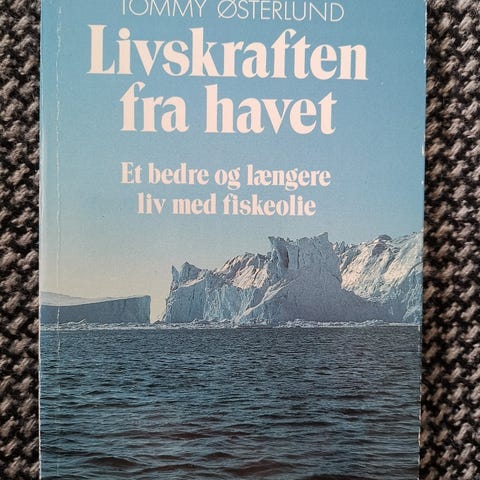 TOMMY ØSTERLUND
Livskraften
fra havet
Et bedre og længere
liv med fiskeolie